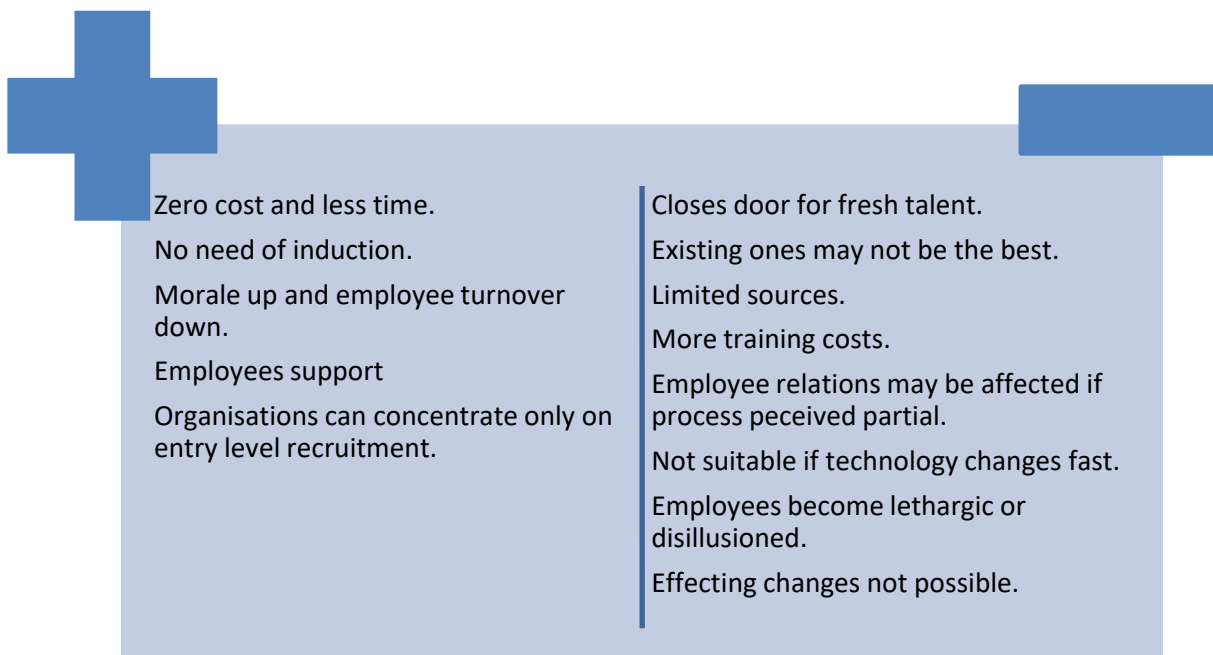 Zero cost and less time.
No need of induction.
Morale up and employee turnover
down.
Employees support
Organisations can concentrate only on
entry level recruitment.
Closes door for fresh talent.
Existing ones may not be the best.
Limited sources.
More training costs.
Employee relations may be affected if
process peceived partial.
Not suitable if technology changes fast.
Employees become lethargic or
disillusioned.
Effecting changes not possible.